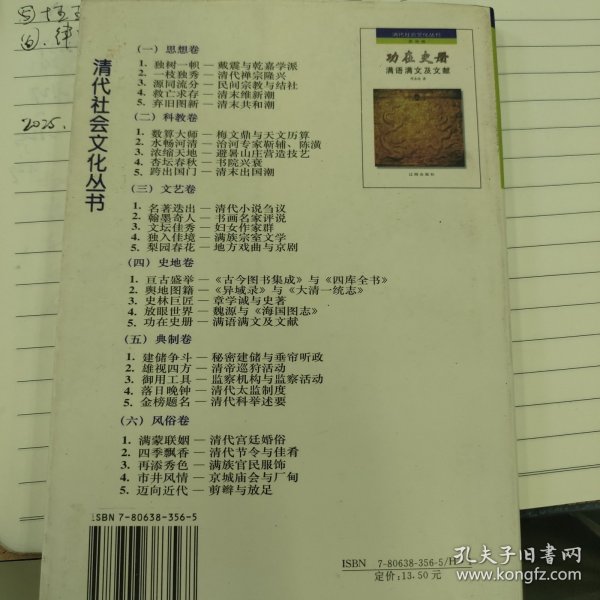 2025.
清代社会文化丛书
（一）思想卷
1. 独树一帜 — 戴震与乾嘉学派
2. 一枝独秀 — 清代禅宗隆兴
3. 源同流分 — 民间宗教与结社
4. 救亡求存 — 清末维新潮
5. 弃旧图新 — 清末共和潮
（二）科教卷
1. 数算大师 — 梅文鼎与天文历算
2. 水畅河清 — 治河专家靳辅、陈潢
3. 浓缩天地 — 避暑山庄营造技艺
4. 杏坛春秋 — 书院兴衰
5. 跨出国门 — 清末出国潮
（三）文艺卷
1. 名著迭出 — 清代小说刍议
2. 翰墨奇人 — 书画名家评说
3. 文坛佳秀 — 妇女作家群
4. 独入佳境 — 满族宗室文学
5. 梨园春花 — 地方戏曲与京剧
（四）史地卷
1. 亘古盛举 — 《古今图书集成》与《四库全书》
2. 舆地图籍 — 《异域录》与《大清一统志》
3. 史林巨匠 — 章学诚与史著
4. 放眼世界 — 魏源与《海国图志》
5. 功在史册 — 满语满文及文献
（五）典制卷
1. 建储争斗 — 秘密建储与垂帘听政
2. 雄视四方 — 清帝巡狩活动
3. 御用工具 — 监察机构与监察活动
4. 落日晚钟 — 清代太监制度
5. 金榜题名 — 清代科举述要
（六）风俗卷
1. 满蒙联姻 — 清代宫廷婚俗
2. 四季飘香 — 清代节令与佳肴
3. 再添秀色 — 满族官民服饰
4. 市井风情 — 京城庙会与厂甸
5. 迈向近代 — 剪辫与放足
清代社会文化丛书
功在史册
满语满文及文献
ISBN 7-80638-356-5
ISBN 7-80638-356-5/H
定价：13.50 元
孔夫子旧书网
www.kongfz.com